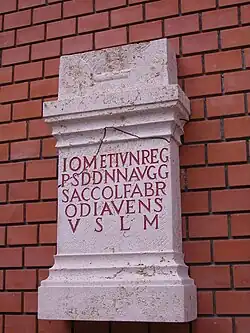 IOMETIVNREG
PSDDNNAVGG
SACCOLFABR
ODIAVENS
VSLM